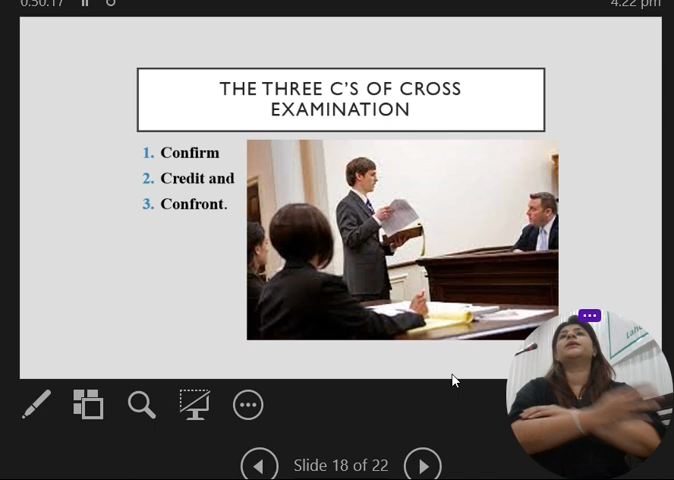 0:50:17
4:22 pm
THE THREE C'S OF CROSS
EXAMINATION
1. Confirm
2. Credit and
3. Confront.
Slide 18 of 22